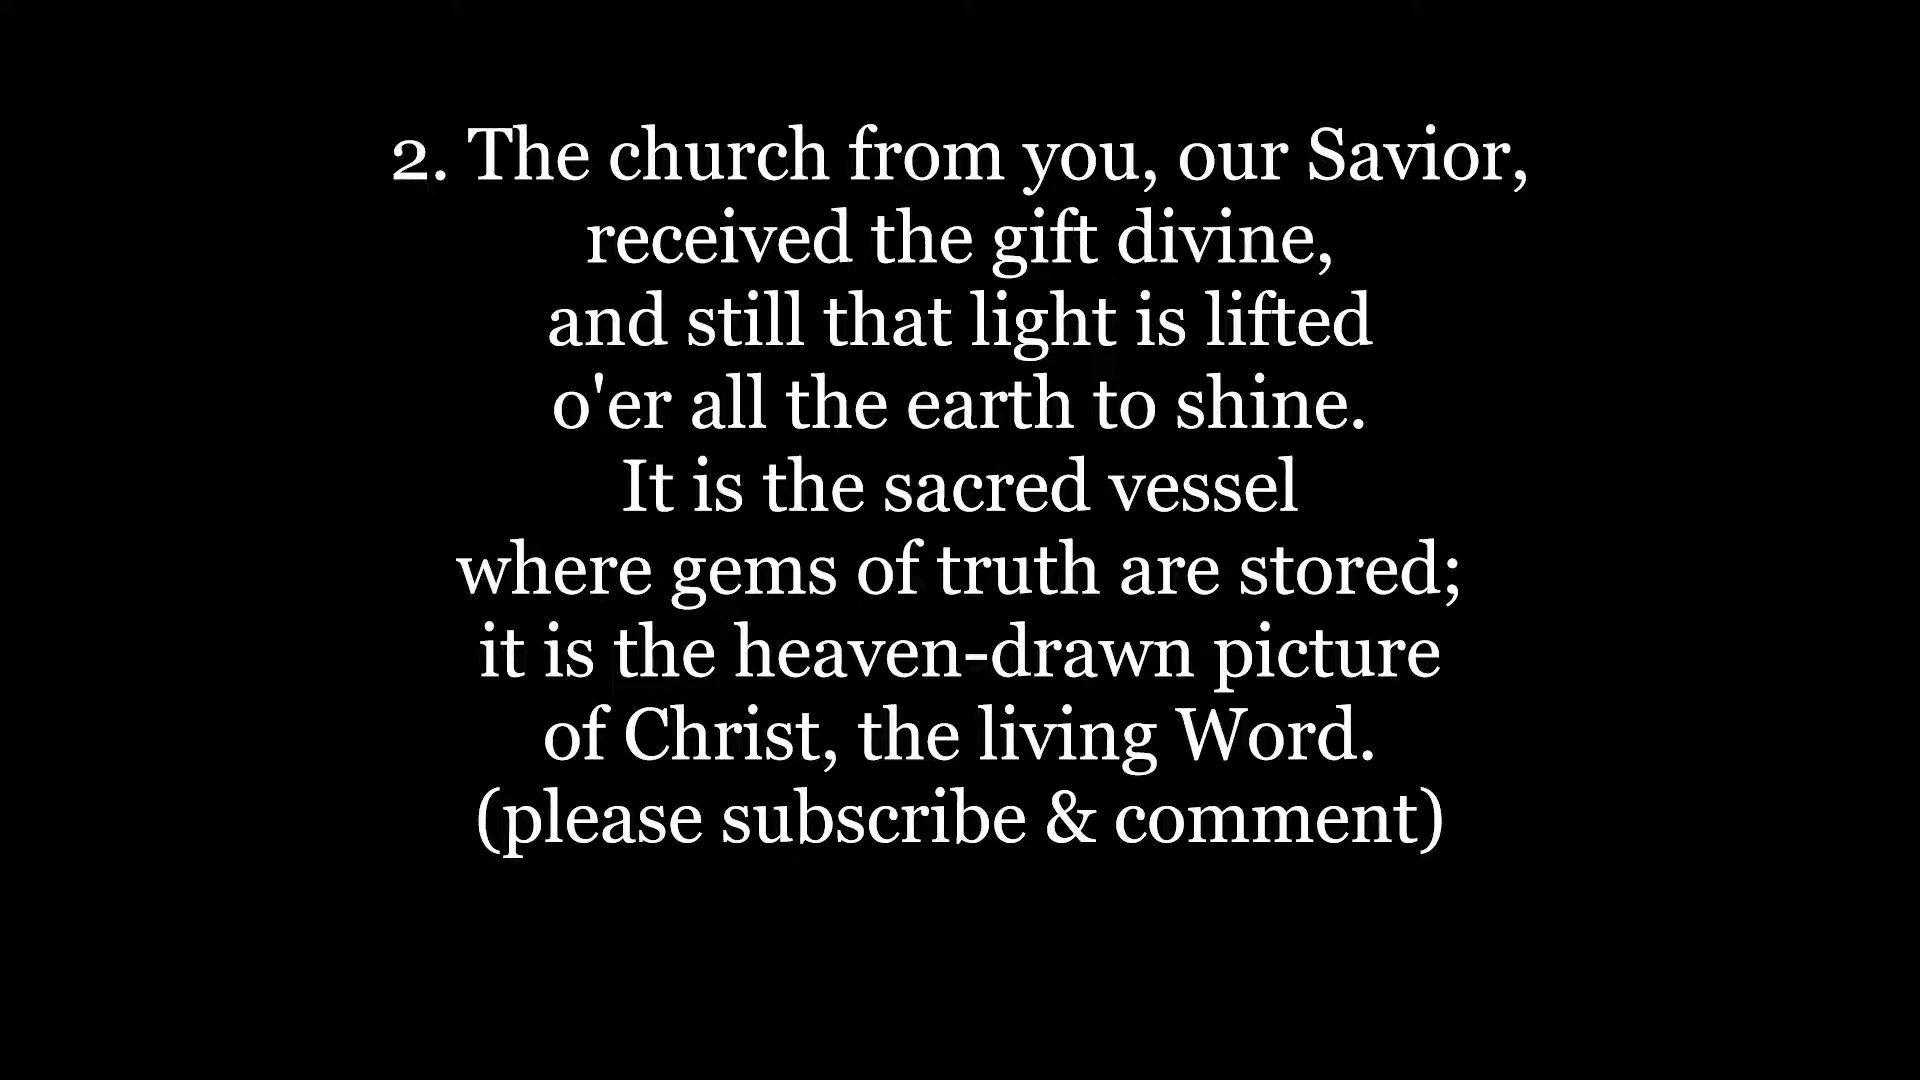 2. The church from you, our Savior,
received the gift divine,
and still that light is lifted
o'er all the earth to shine.
It is the sacred vessel
where gems of truth are stored;
it is the heaven-drawn picture
of Christ, the living Word.
(please subscribe & comment)